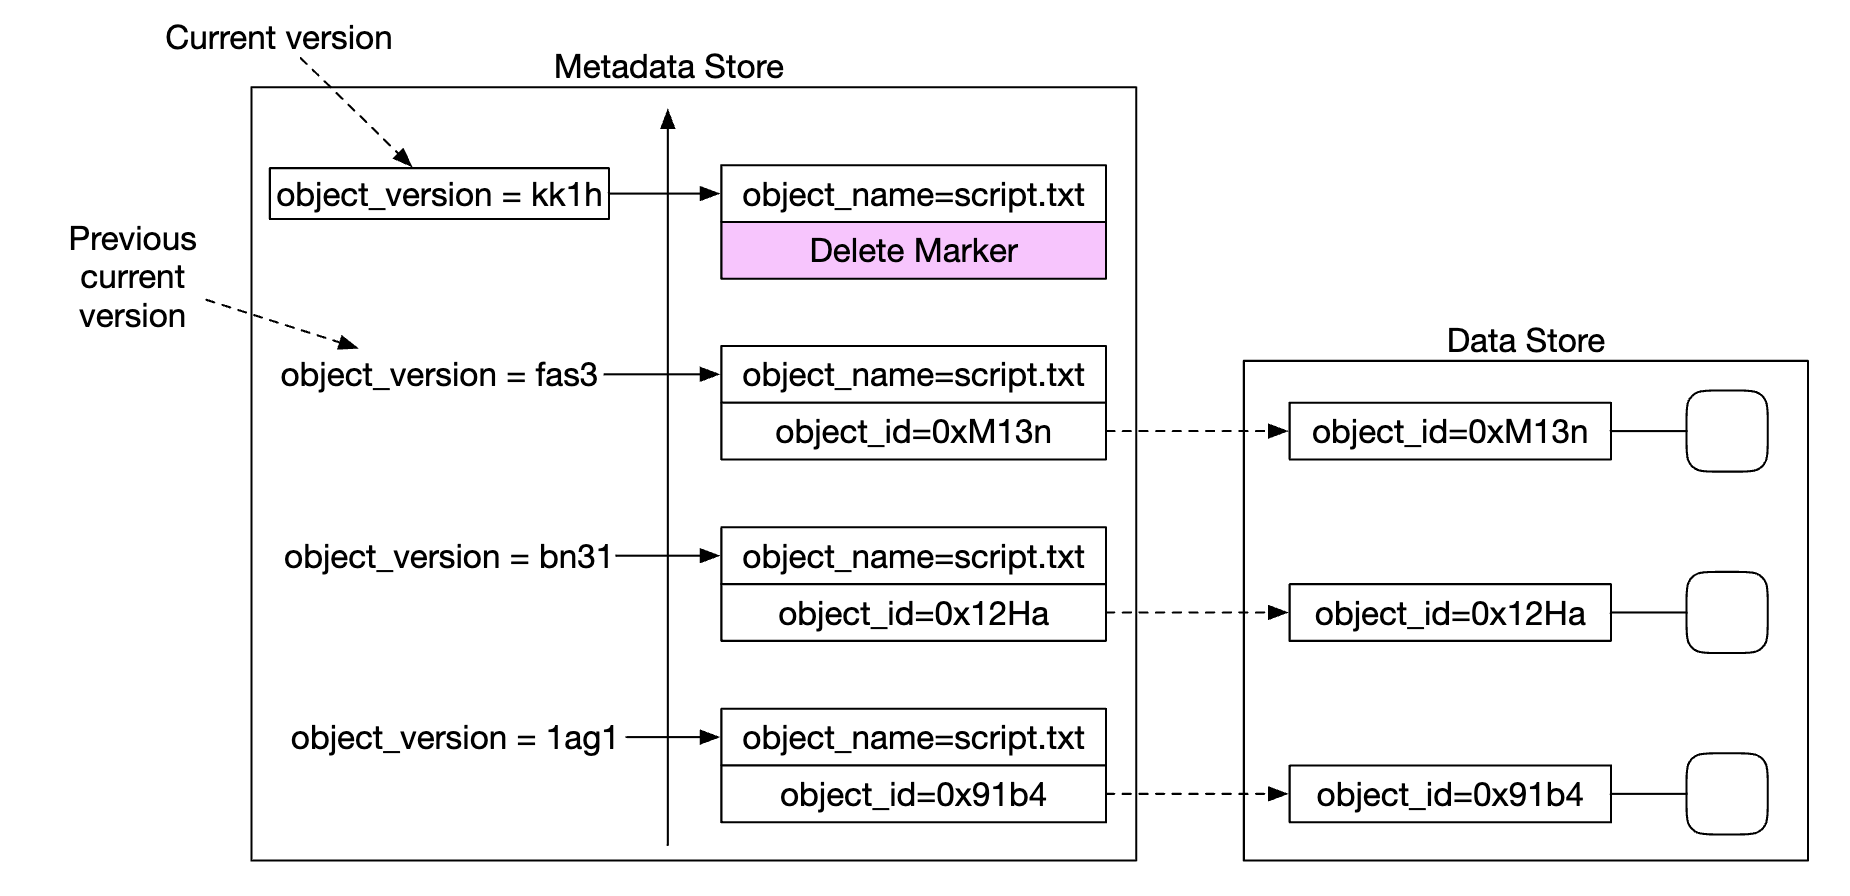 Current version
Metadata Store
object_version = kk1h
object_name=script.txt
Delete Marker
Previous
current
version
object_version = fas3
object_name=script.txt
object_id=0xM13n
object_version = bn31
object_name=script.txt
object_id=0x12Ha
object_version = 1ag1
object_name=script.txt
object_id=0x91b4
Data Store
object_id=0xM13n
object_id=0x12Ha
object_id=0x91b4